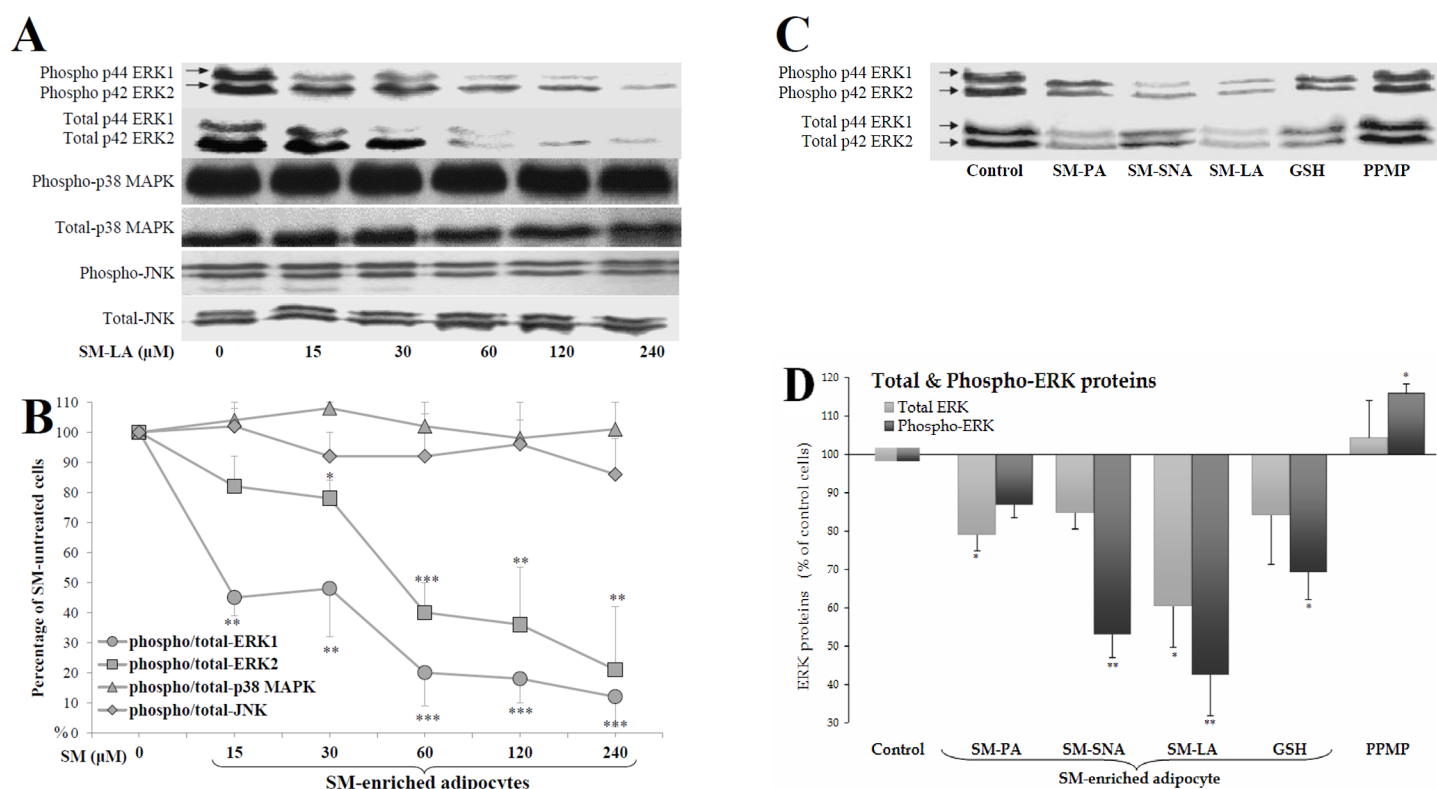 A
Phospho p44 ERK1
Phospho p42 ERK2
Total p44 ERK1
Total p42 ERK2
Phospho-p38 MAPK
Total-p38 MAPK
Phospho-JNK
Total-JNK
SM-LA (µM) 0 15 30 60 120 240
B
Percentage of SM-untreated cells
110
100
90
80
70
60
50
40
30
20
10
% 0
*
**
**
***
***
**
***
**
***
phospho/total-ERK1
phospho/total-ERK2
phospho/total-p38 MAPK
phospho/total-JNK
SM (µM) 0 15 30 60 120 240
SM-enriched adipocytes
C
Phospho p44 ERK1
Phospho p42 ERK2
Total p44 ERK1
Total p42 ERK2
Control SM-PA SM-SNA SM-LA GSH PPMP
D
Total & Phospho-ERK proteins
Total ERK
Phospho-ERK
ERK proteins (% of control cells)
120
110
100
90
80
70
60
50
40
30
*
**
*
**
*
*
Control SM-PA SM-SNA SM-LA GSH PPMP
SM-enriched adipocyte